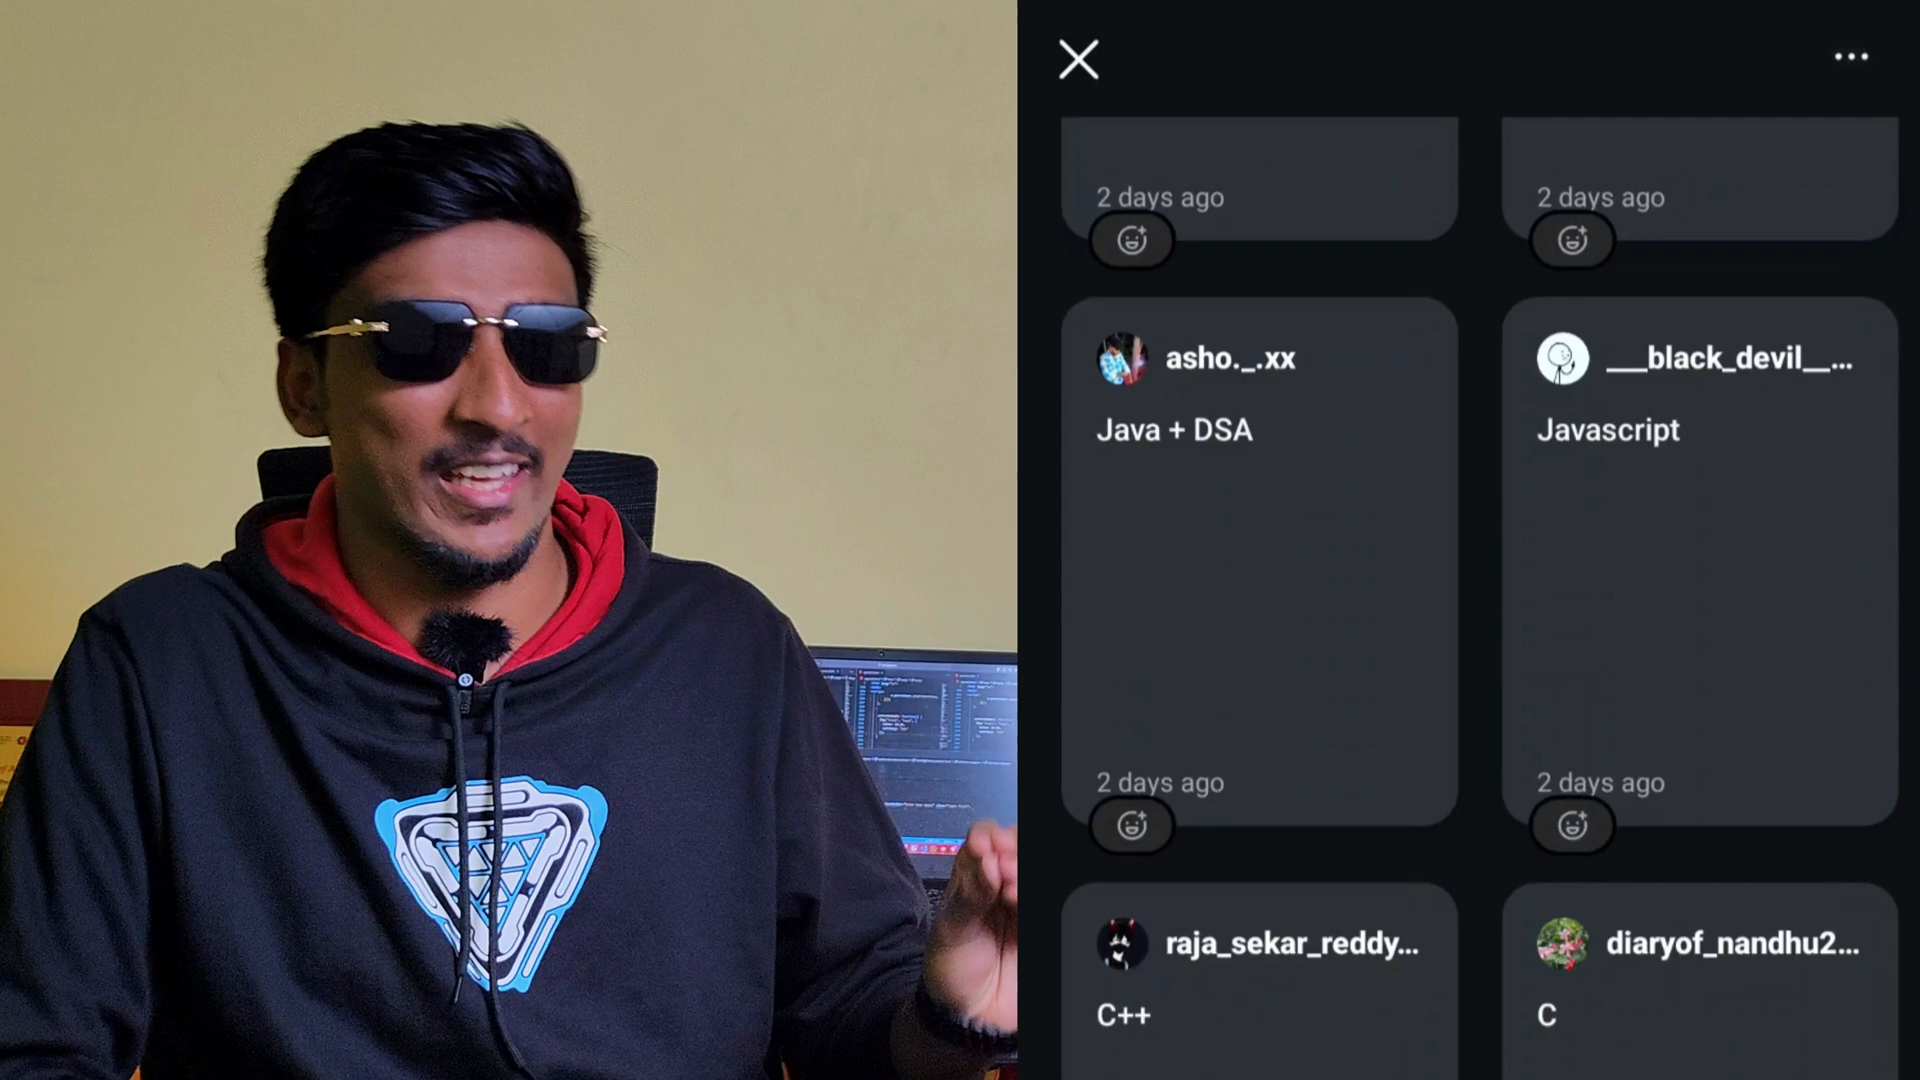 2 days ago
2 days ago
asho._.xx
___black_devil__...
Java + DSA
Javascript
2 days ago
2 days ago
raja_sekar_reddy...
diaryof_nandhu2...
C++
C